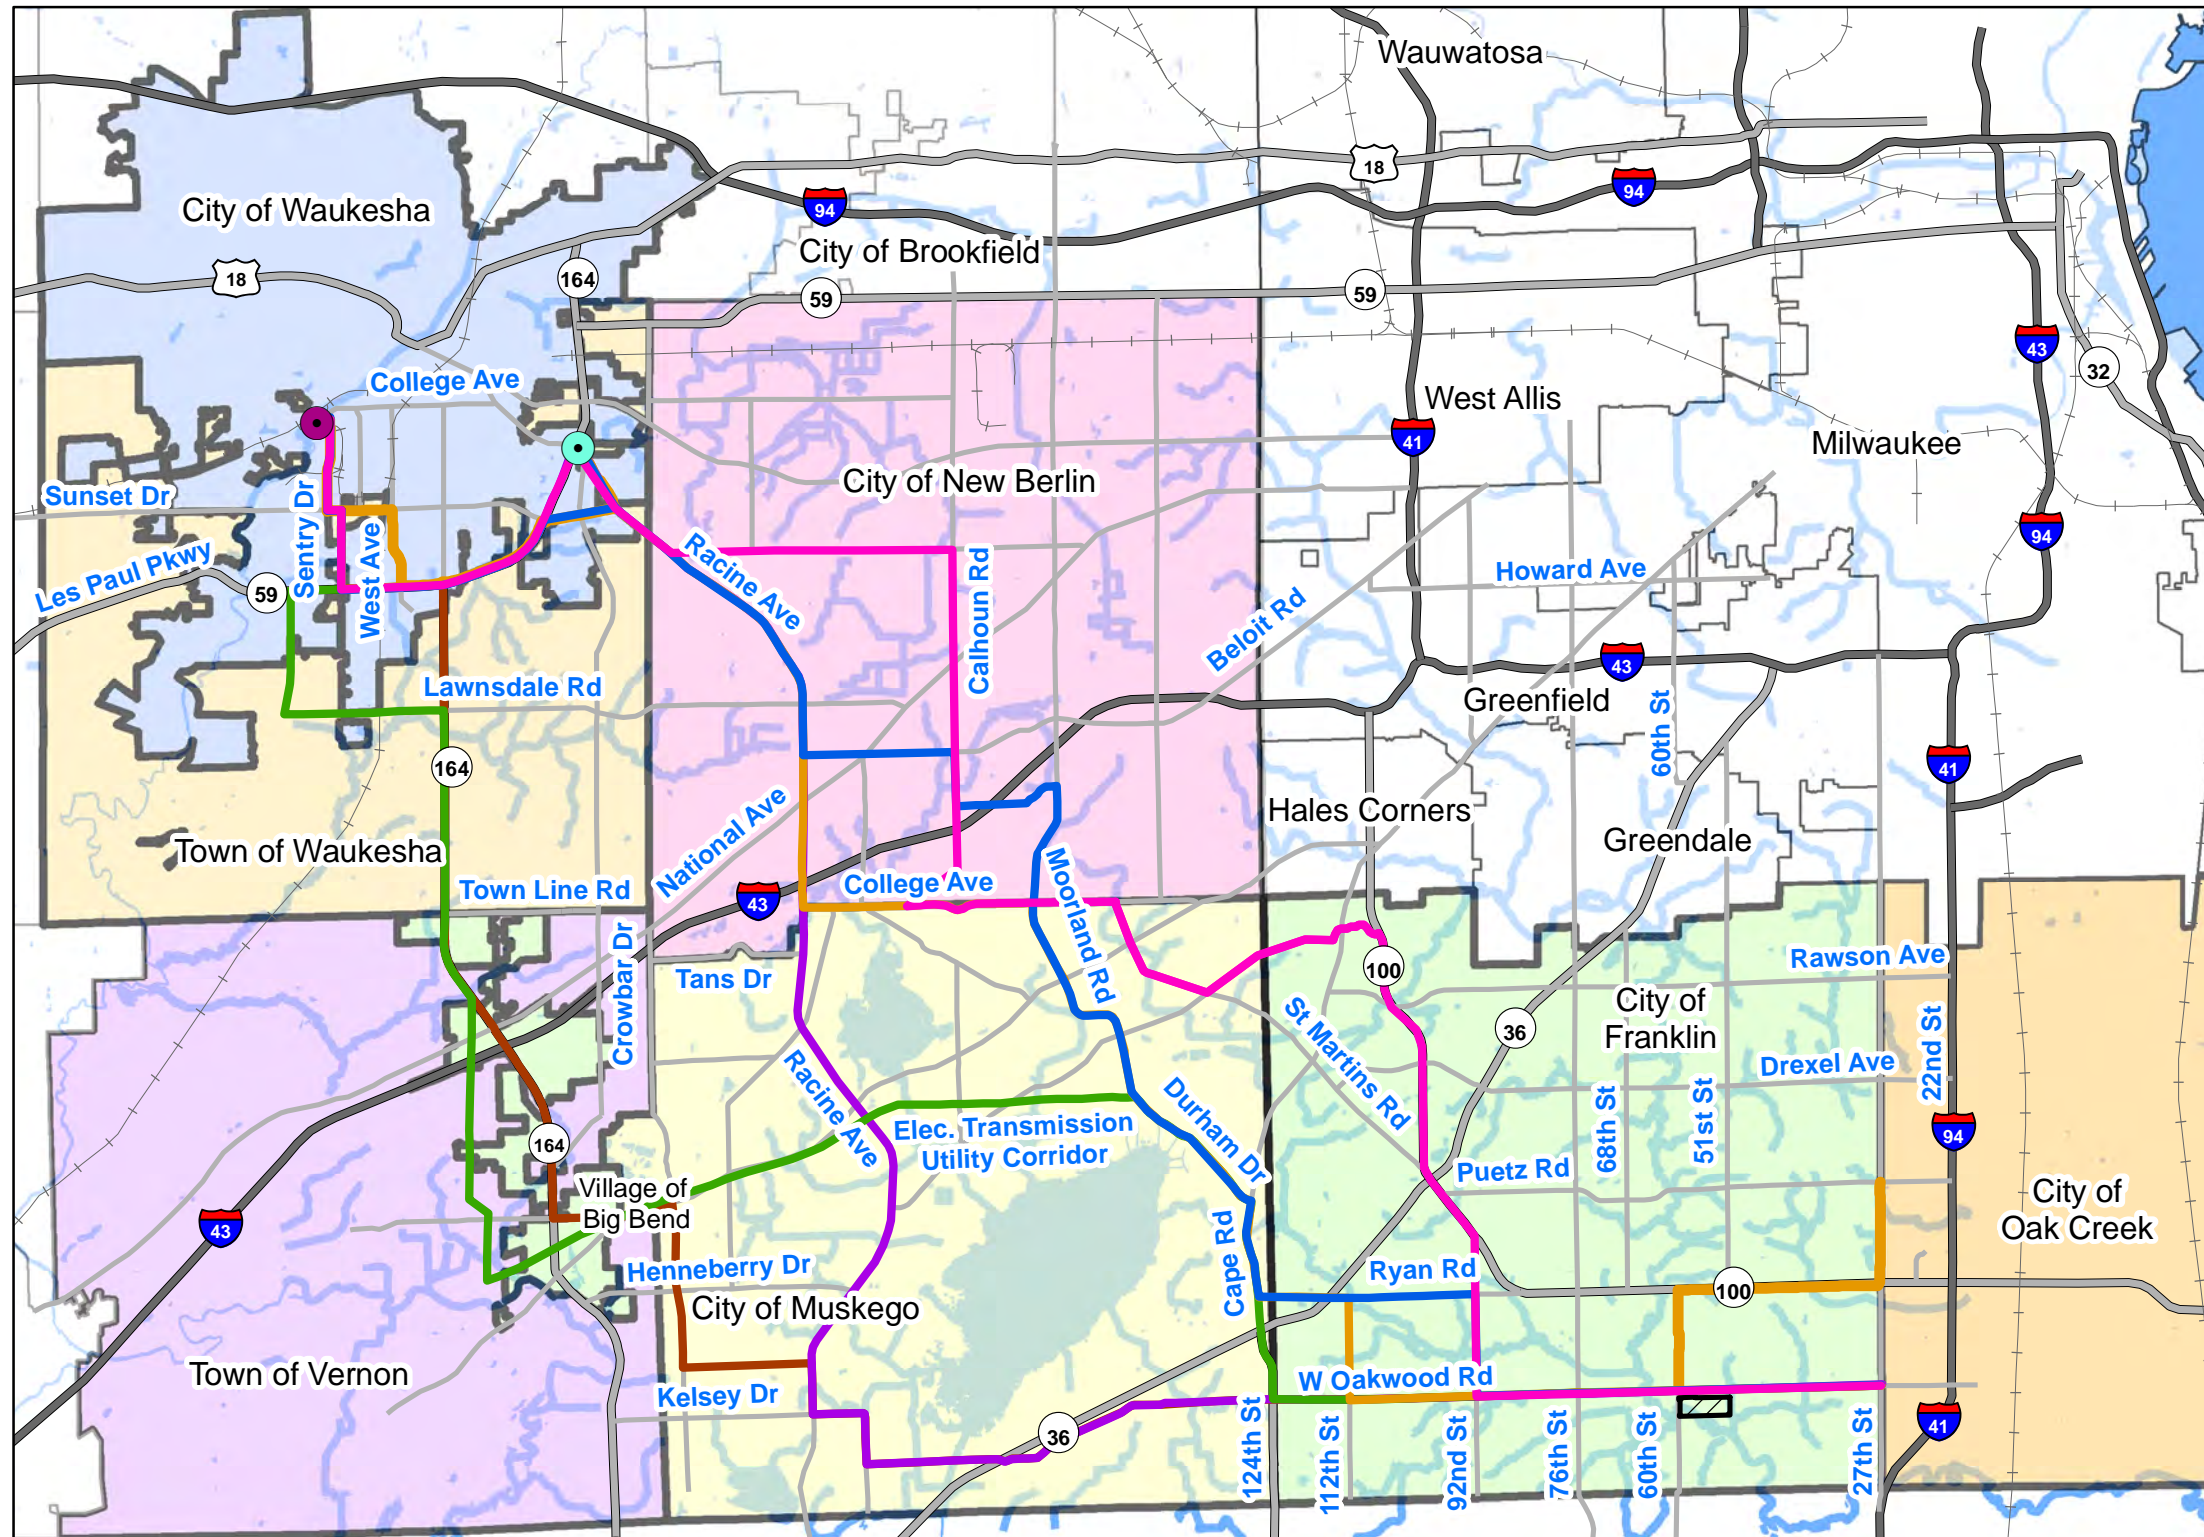 Wauwatosa
18
94
94
City of Waukesha
City of Brookfield
18
164
59
59
43
32
College Ave
West Allis
41
Milwaukee
Sunset Dr
City of New Berlin
Sentry Dr
94
Racine Ave
Les Paul Pkwy
59
West Ave
Calhoun Rd
Howard Ave
Beloit Rd
43
Lawnsdale Rd
Greenfield
60th St
164
41
National Ave
Hales Corners
Town of Waukesha
Greendale
Town Line Rd
43
College Ave
Moorland Rd
Crowbar Dr
Tans Dr
100
Rawson Ave
City of
Franklin
St Martins Rd
36
22nd St
Drexel Ave
Racine Ave
Durham Dr
Elec. Transmission
Utility Corridor
68th St
51st St
94
164
Puetz Rd
Village of
Big Bend
City of
Oak Creek
43
Cape Rd
Henneberry Dr
Ryan Rd
100
City of Muskego
Town of Vernon
W Oakwood Rd
Kelsey Dr
36
124th St
112th St
92nd St
76th St
60th St
27th St
41